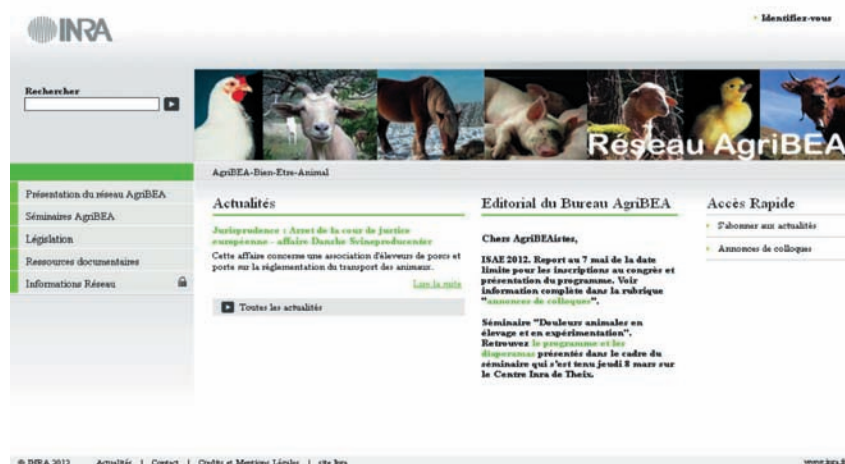 INRA
Identifiez-vous
Rechercher
Réseau AgriBEA
AgriBEA-Bien-Etre-Animal
Présentation du réseau AgriBEA
Séminaires AgriBEA
Législation
Ressources documentaires
Informations Réseau
Actualités
Jurisprudence : Arret de la cour de justice
européenne - affaire Danske Svineproducenter
Cette affaire concerne une association d'éleveurs de porcs et
porte sur la réglementation du transport des animaux.
Lire la suite
Toutes les actualités
Editorial du Bureau AgriBEA
Chers AgriBEAistes,
ISAE 2012. Report au 7 mai de la date
limite pour les inscriptions au congrès et
présentation du programme. Voir
information complète dans la rubrique
"annonces de colloques".
Séminaire "Douleurs animales en
élevage et en expérimentation".
Retrouvez le programme et les
diaporamas présentés dans le cadre du
séminaire qui s'est tenu jeudi 8 mars sur
le Centre Inra de Theix.
Accès Rapide
S'abonner aux actualités
Annonces de colloques
© INRA 2012 Actualités | Contact | Crédits et Mentions Légales | site Inra
www.inra.fr